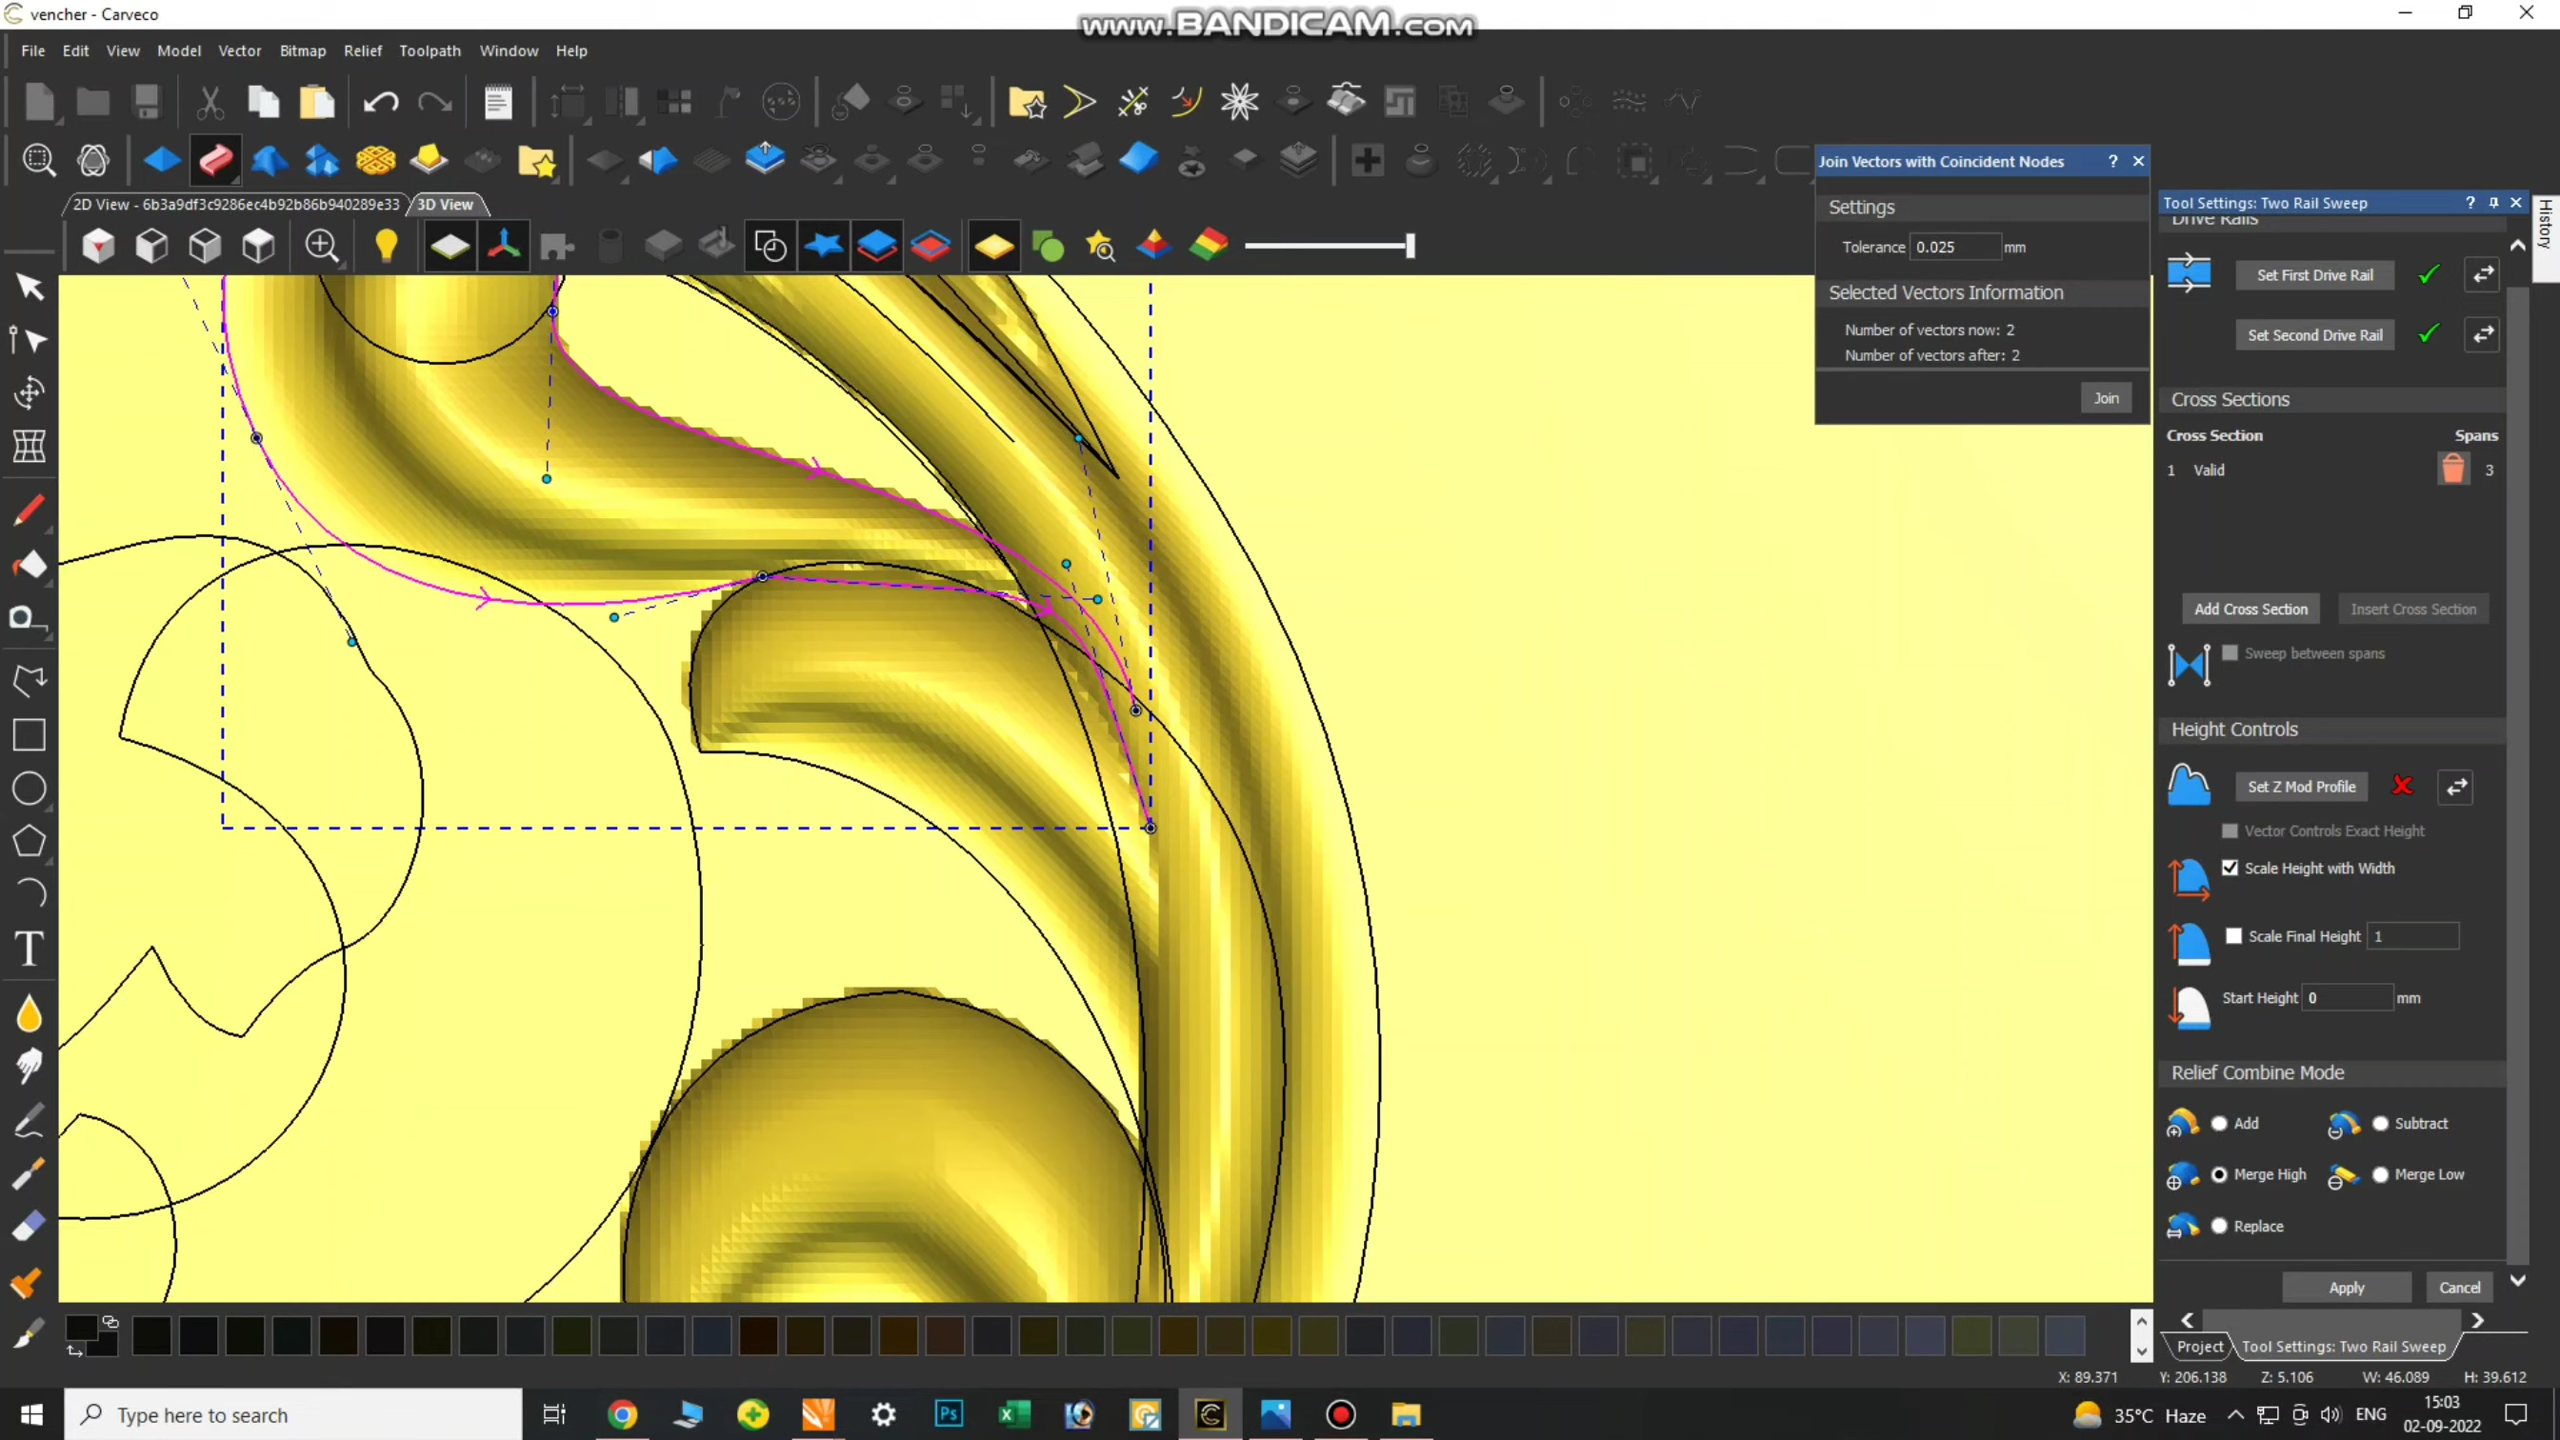 vencher - Carveco
www.BANDICAM.com
File Edit View Model Vector Bitmap Relief Toolpath Window Help
2D View - 6b3a9df3c9286ec4b92b86b940289e33 3D View
Join Vectors with Coincident Nodes ?
Settings
Tolerance 0.025 mm
Selected Vectors Information
Number of vectors now: 2
Number of vectors after: 2
Join
Tool Settings: Two Rail Sweep ?
History
Drive Rails
Set First Drive Rail
Set Second Drive Rail
Cross Sections
Cross Section Spans
1 Valid 3
Add Cross Section Insert Cross Section
Sweep between spans
Height Controls
Set Z Mod Profile
Vector Controls Exact Height
Scale Height with Width
Scale Final Height 1
Start Height 0 mm
Relief Combine Mode
Add Subtract
Merge High Merge Low
Replace
Apply Cancel
Project Tool Settings: Two Rail Sweep
X: 89.371 Y: 206.138 Z: 5.106 W: 46.089 H: 39.612
Type here to search
Ps
35°C Haze ENG
15:03
02-09-2022